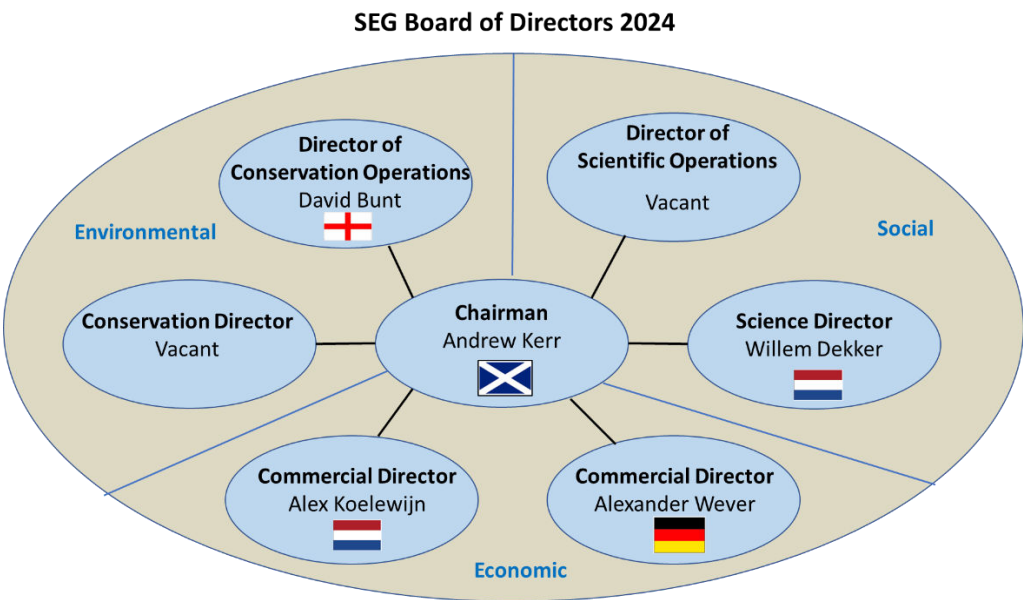 SEG Board of Directors 2024
Director of
Conservation Operations
David Bunt
Director of
Scientific Operations
Vacant
Environmental
Social
Conservation Director
Vacant
Chairman
Andrew Kerr
Science Director
Willem Dekker
Commercial Director
Alex Koelewijn
Commercial Director
Alexander Wever
Economic